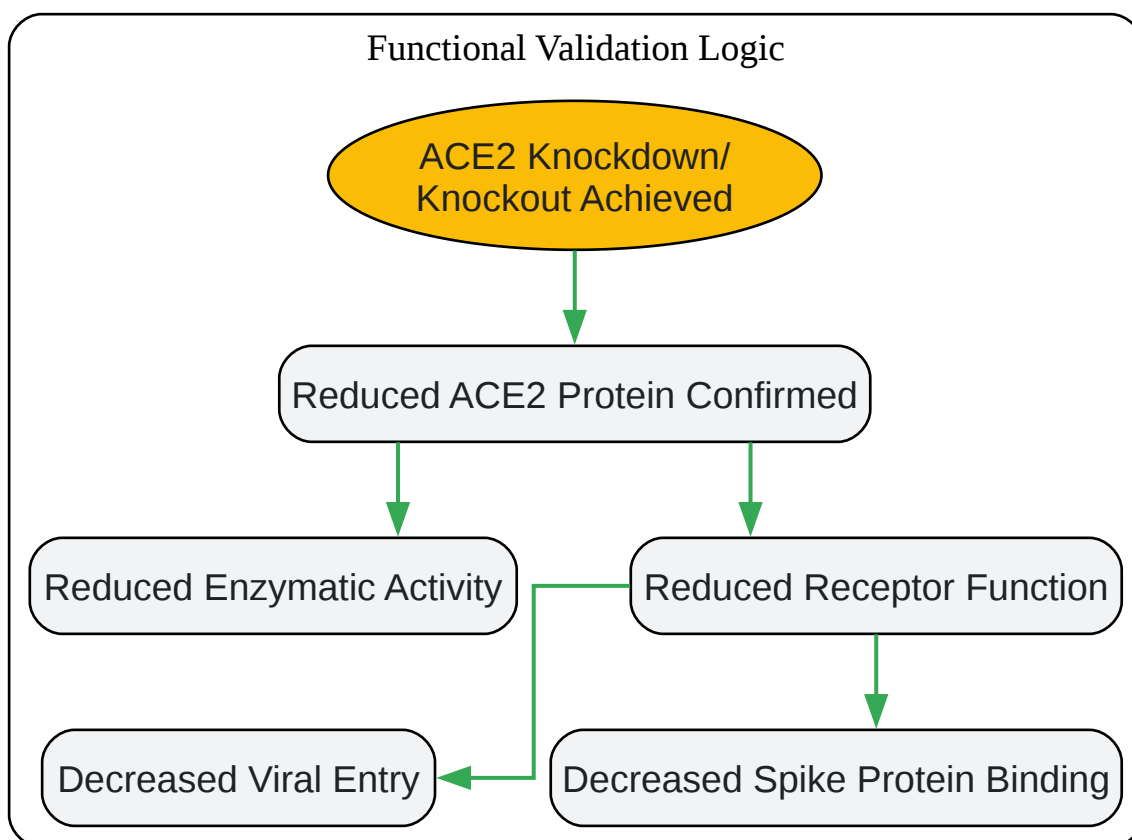 Functional Validation Logic
ACE2 Knockdown/
Knockout Achieved
Reduced ACE2 Protein Confirmed
Reduced Enzymatic Activity
Reduced Receptor Function
Decreased Viral Entry
Decreased Spike Protein Binding